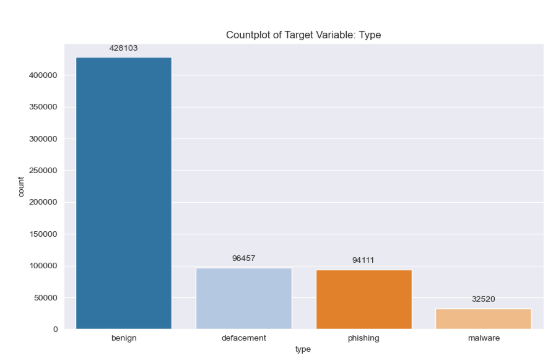 Countplot of Target Variable: Type
428103
400000
350000
300000
250000
200000
150000
100000
50000
0
count
96457
94111
32520
benign
defacement
phishing
malware
type